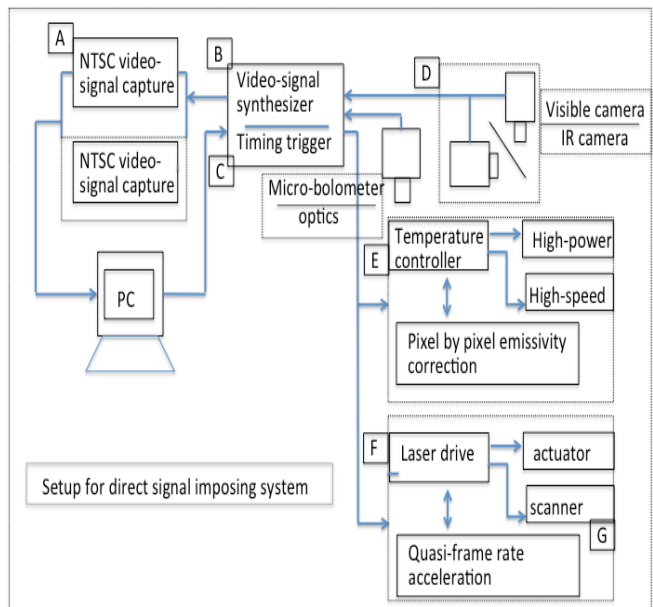 A
NTSC video-
signal capture
NTSC video-
signal capture
B
Video-signal
synthesizer
Timing trigger
C
D
Visible camera
IR camera
Micro-bolometer
optics
PC
E
Temperature
controller
High-power
High-speed
Pixel by pixel emissivity
correction
F
Laser drive
actuator
scanner
G
Quasi-frame rate
acceleration
Setup for direct signal imposing system